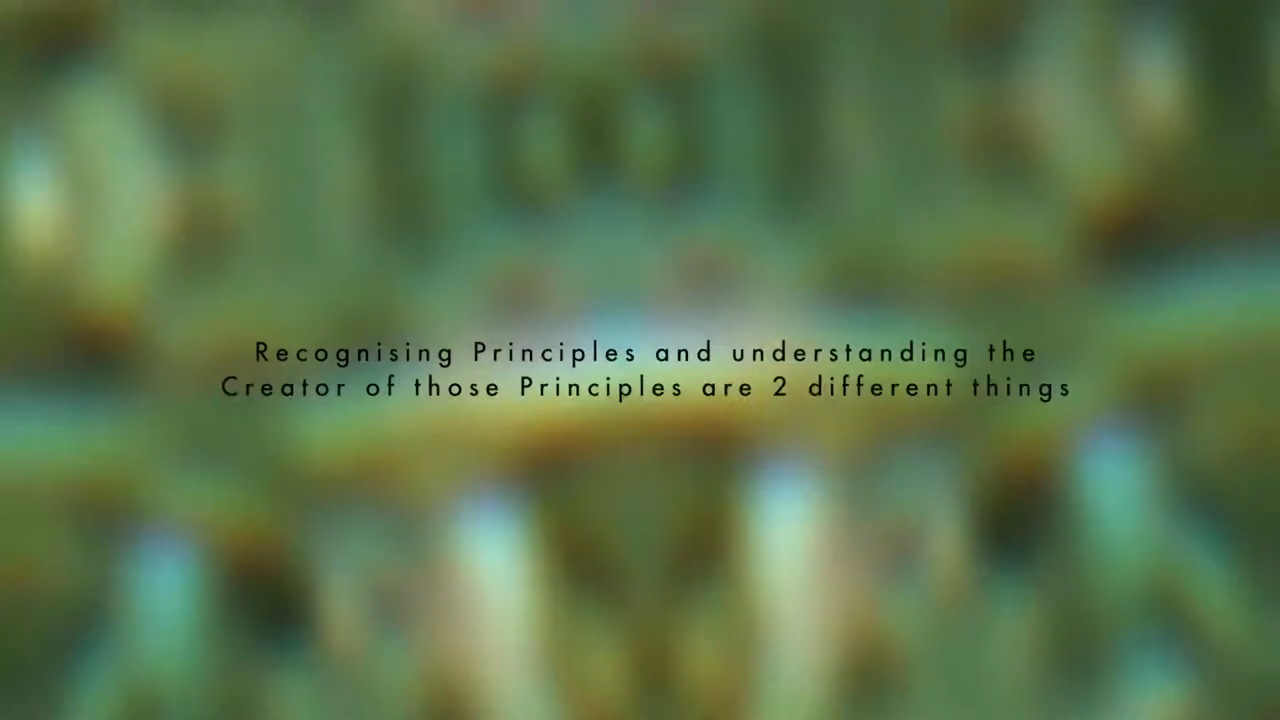 Recognising Principles and understanding the
Creator of those Principles are 2 different things